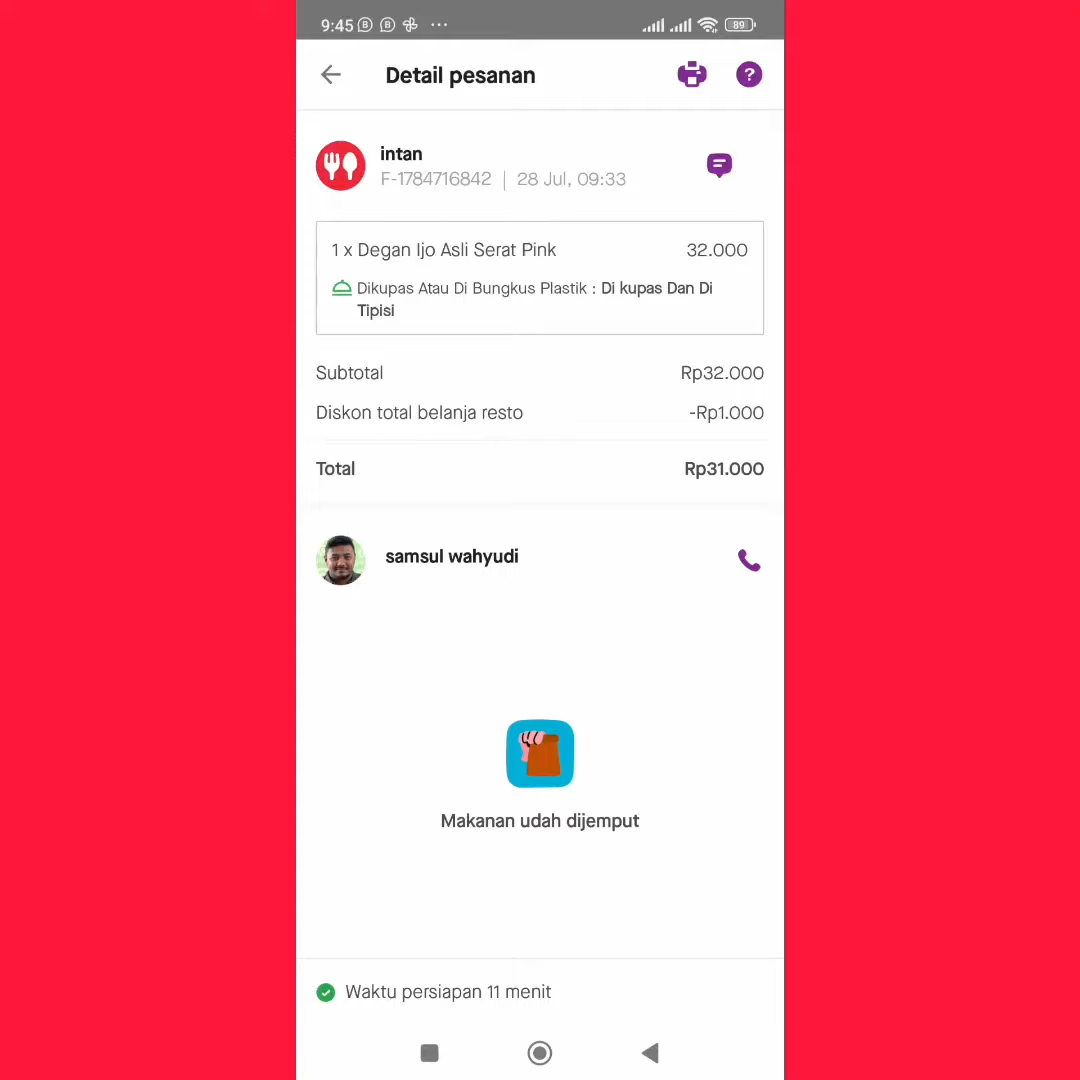 9:45 B B ... 89
Detail pesanan ?
intan
F-1784716842 | 28 Jul, 09:33
1 x Degan Ijo Asli Serat Pink 32.000
Dikupas Atau Di Bungkus Plastik : Di kupas Dan Di
Tipisi
Subtotal Rp32.000
Diskon total belanja resto -Rp1.000
Total Rp31.000
samsul wahyudi
Makanan udah dijemput
Waktu persiapan 11 menit